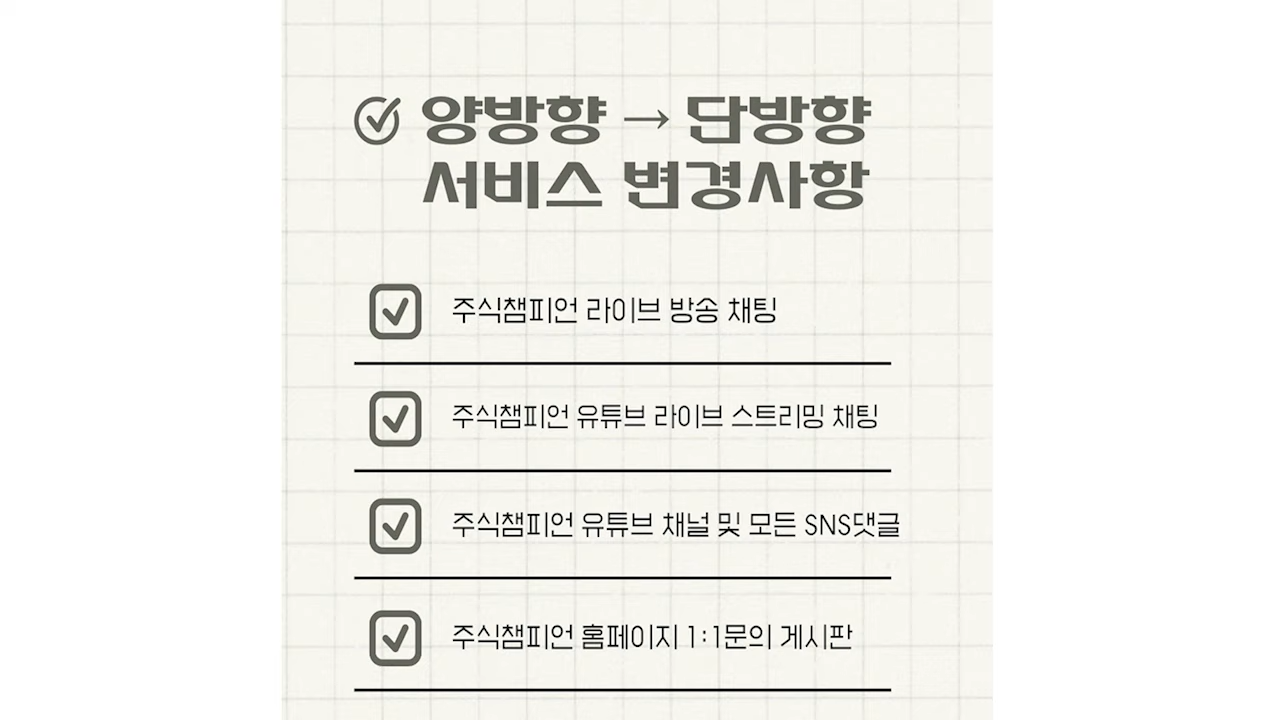 양방향 → 단방향
서비스 변경사항
주식챔피언 라이브 방송 채팅
주식챔피언 유튜브 라이브 스트리밍 채팅
주식챔피언 유튜브 채널 및 모든 SNS댓글
주식챔피언 홈페이지 1:1문의 게시판